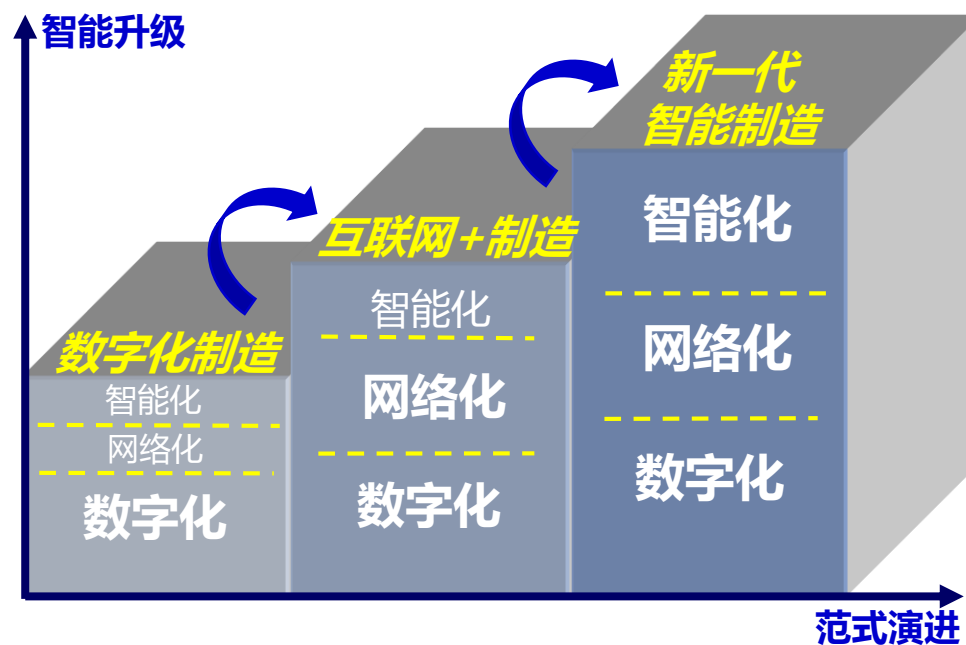 智能升级
数字化制造
智能化
网络化
数字化
互联网+制造
智能化
网络化
数字化
新一代
智能制造
智能化
网络化
数字化
范式演进